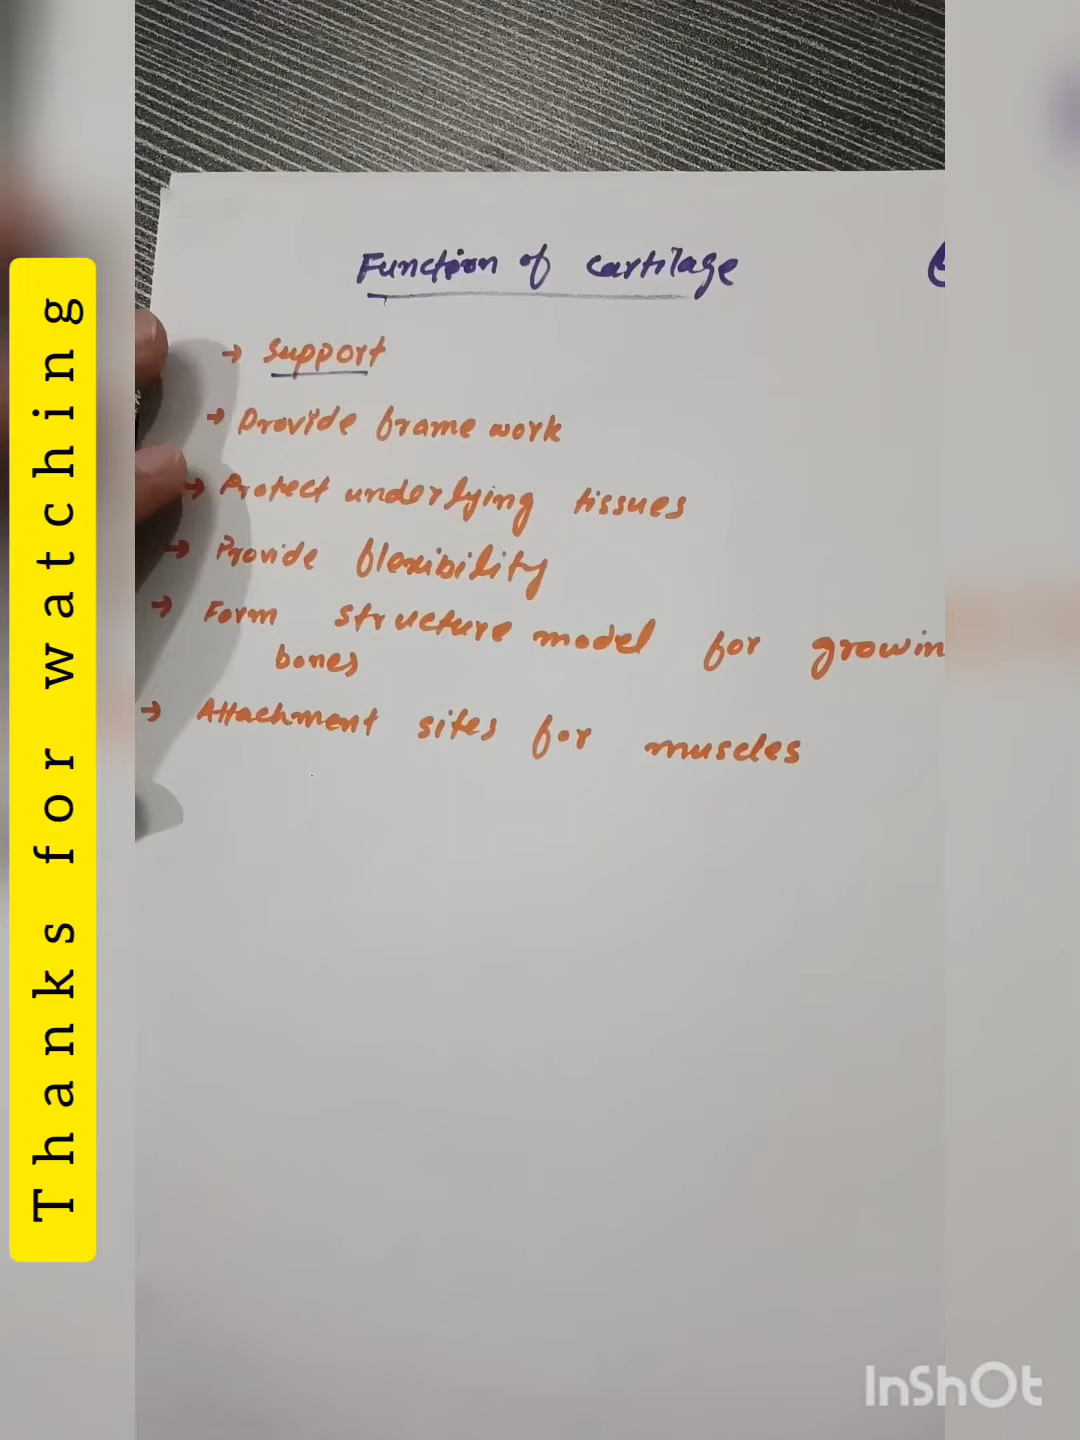 Function of cartilage
→ Support
→ Provide frame work
→ Protect underlying tissues
→ Provide flexibility
→ Form structure model for growin
bones
→ Attachment sites for muscles
Thanks for watching
InShOt